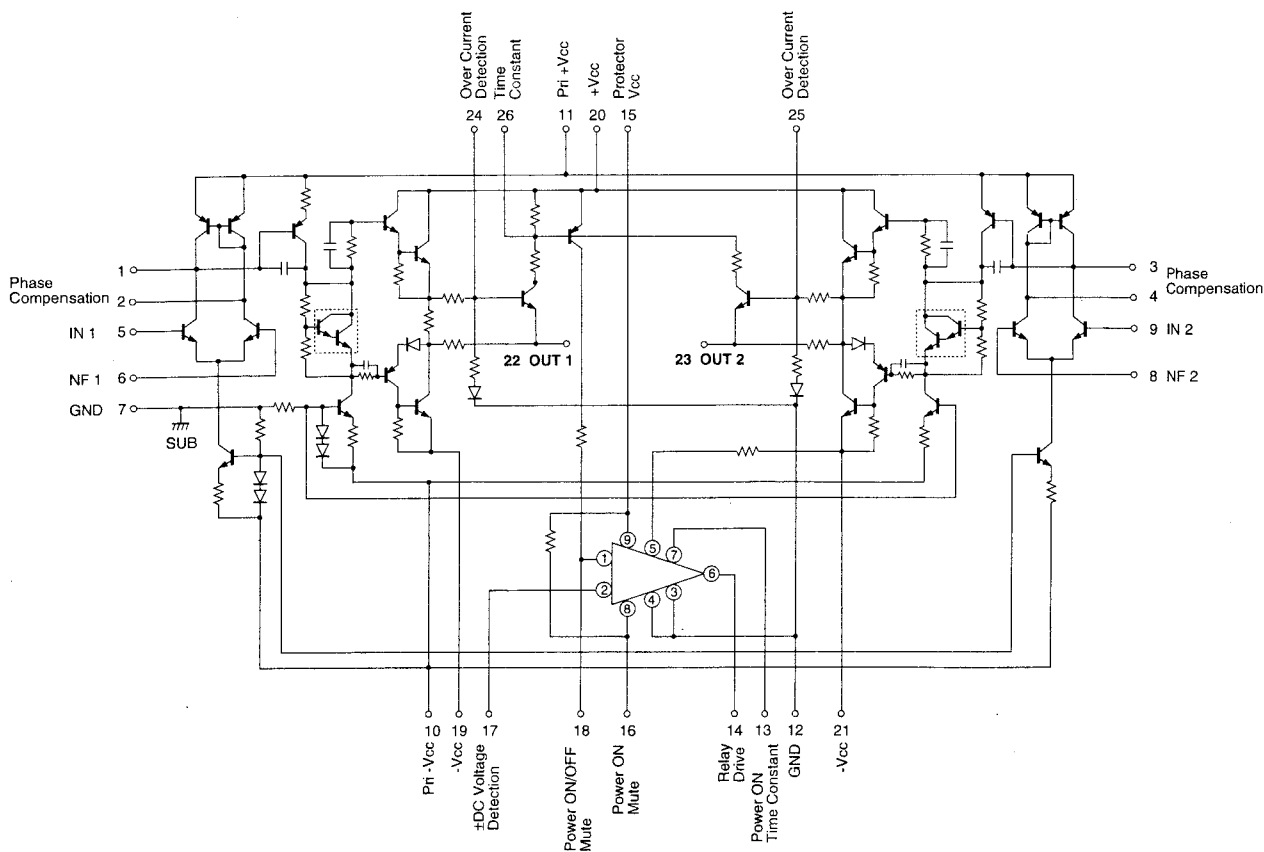 Over Current
Detection
24
Time
Constant
26
Pri +Vcc
11
+Vcc
20
Protector
Vcc
15
Over Current
Detection
25
1
Phase
Compensation
2
IN 1
5
NF 1
6
GND
7
SUB
3
Phase
Compensation
4
9
IN 2
8
NF 2
22 OUT 1
23 OUT 2
9
5
7
1
2
6
8
4
3
10
Pri -Vcc
19
-Vcc
17
±DC Voltage
Detection
18
Power ON/OFF
Mute
16
Power ON
Mute
14
Relay
Drive
13
Power ON
Time Constant
12
GND
21
-Vcc